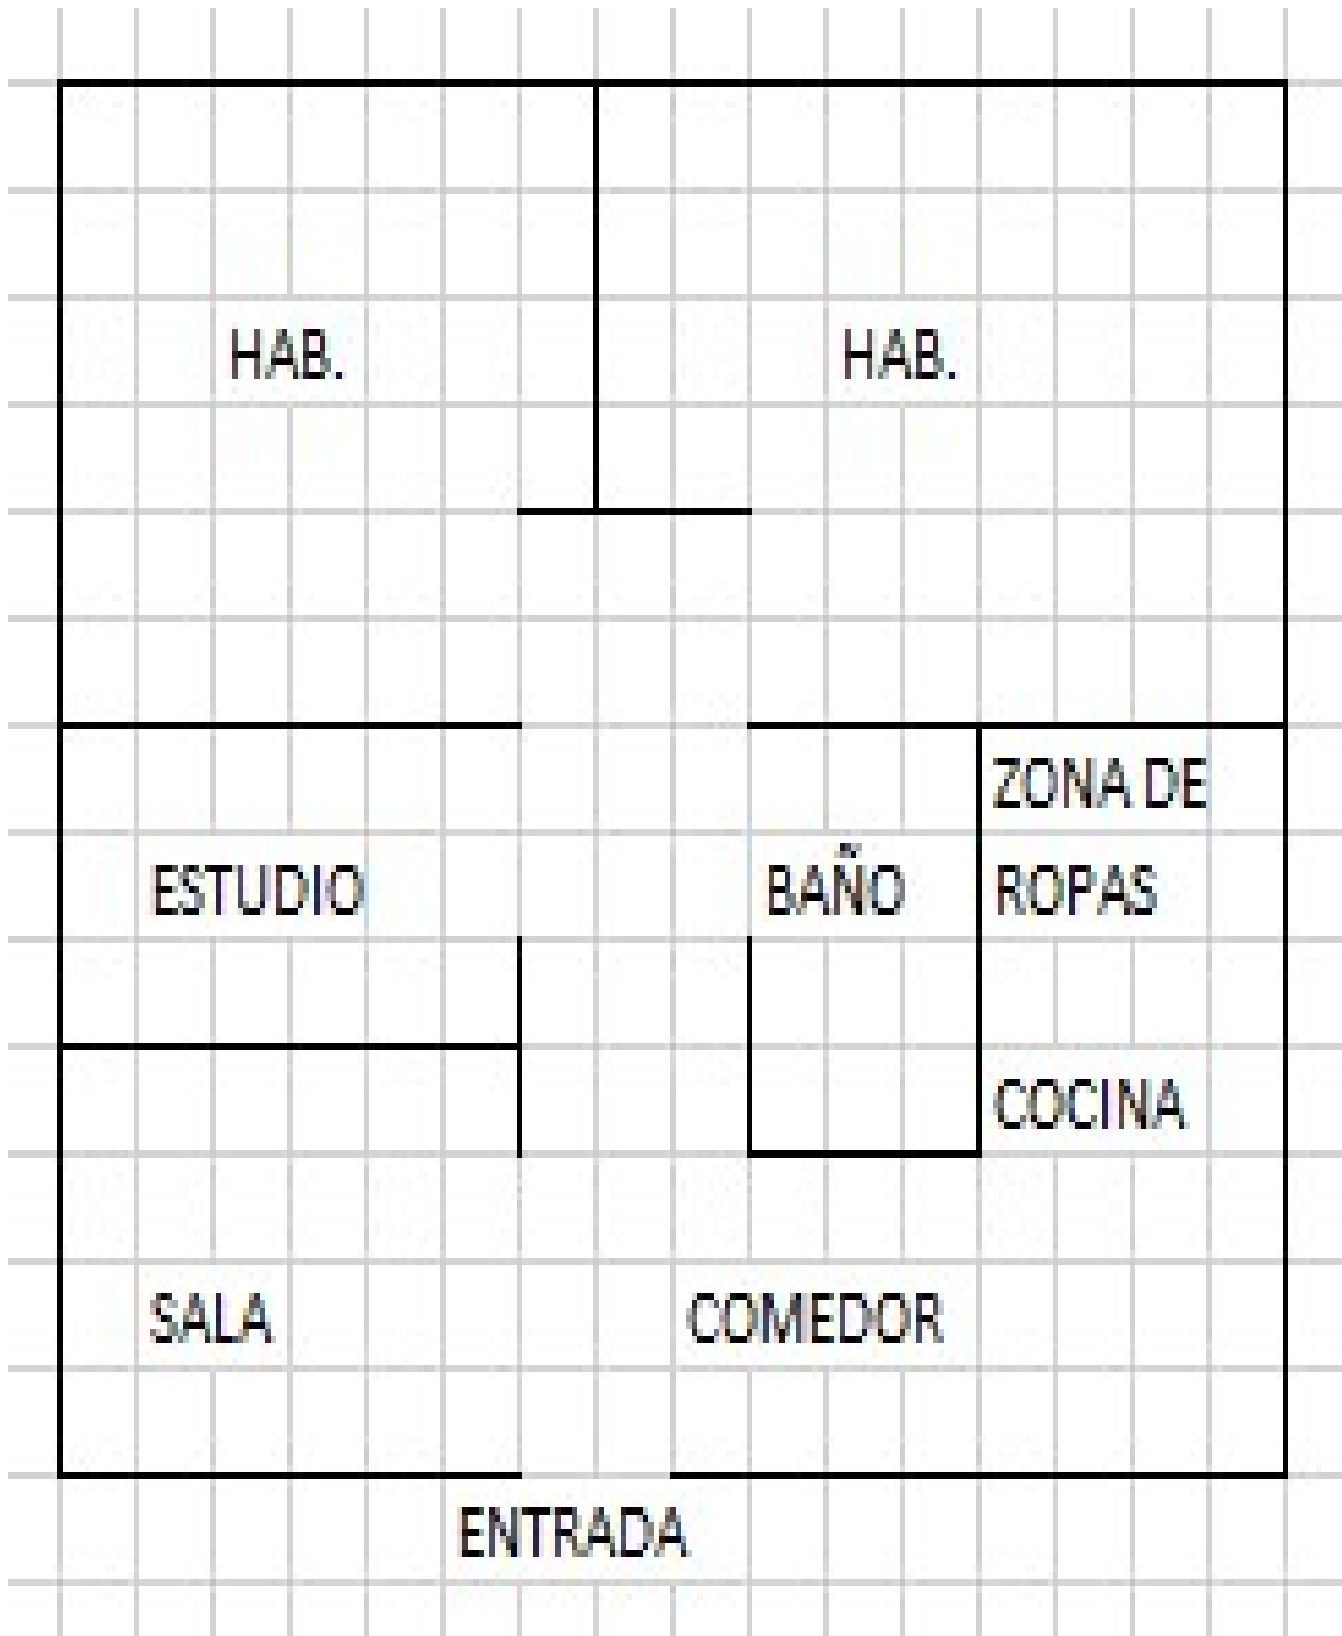 HAB.
HAB.
ZONA DE
ESTUDIO
BAÑO
ROPAS
COCINA
SALA
COMEDOR
ENTRADA